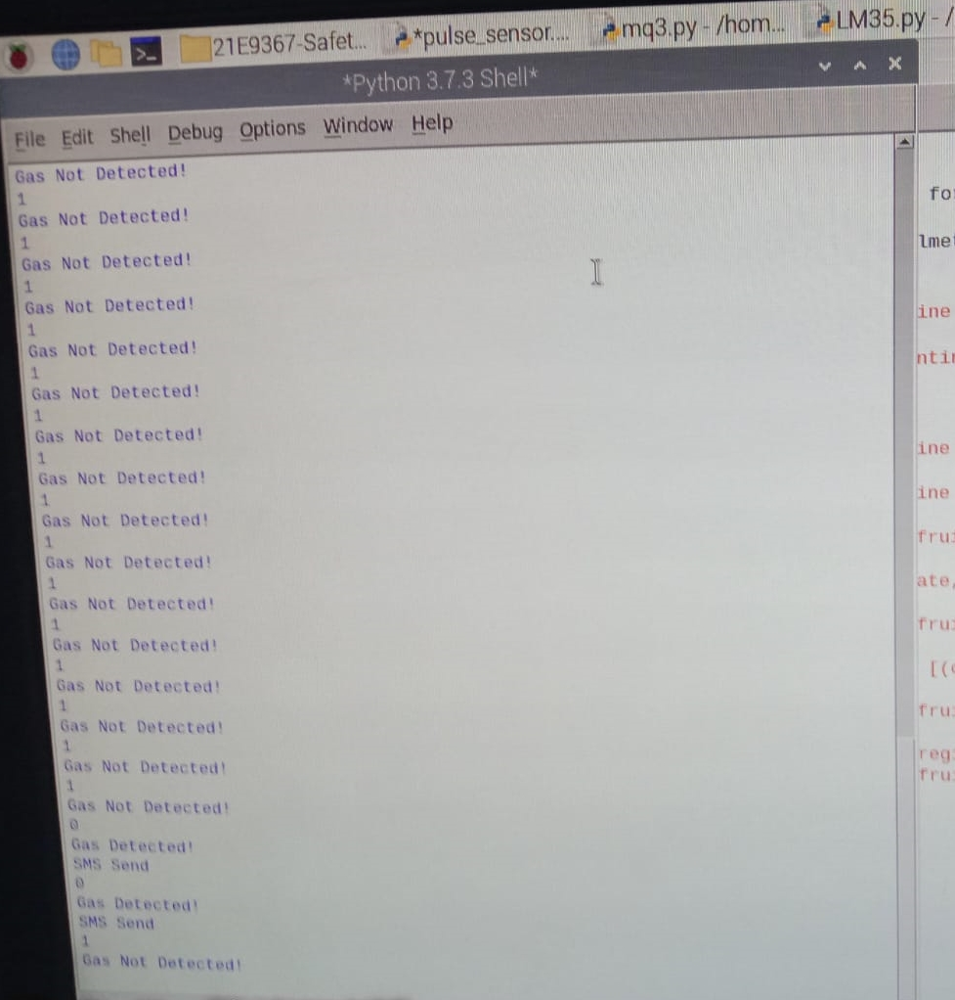 21E9367-Safet...
*pulse_sensor....
mq3.py - /hom...
LM35.py - /
*Python 3.7.3 Shell*
File Edit Shell Debug Options Window Help
Gas Not Detected!
1
Gas Not Detected!
1
Gas Not Detected!
1
Gas Not Detected!
1
Gas Not Detected!
1
Gas Not Detected!
1
Gas Not Detected!
1
Gas Not Detected!
1
Gas Not Detected!
1
Gas Not Detected!
1
Gas Not Detected!
1
Gas Not Detected!
1
Gas Not Detected!
1
Gas Not Detected!
1
Gas Not Detected!
1
Gas Not Detected!
0
Gas Detected!
SMS Send
0
Gas Detected!
SMS Send
1
Gas Not Detected!
fo
lme
ine
nti
ine
ine
fru
ate,
fru
[(
fru
reg
fru